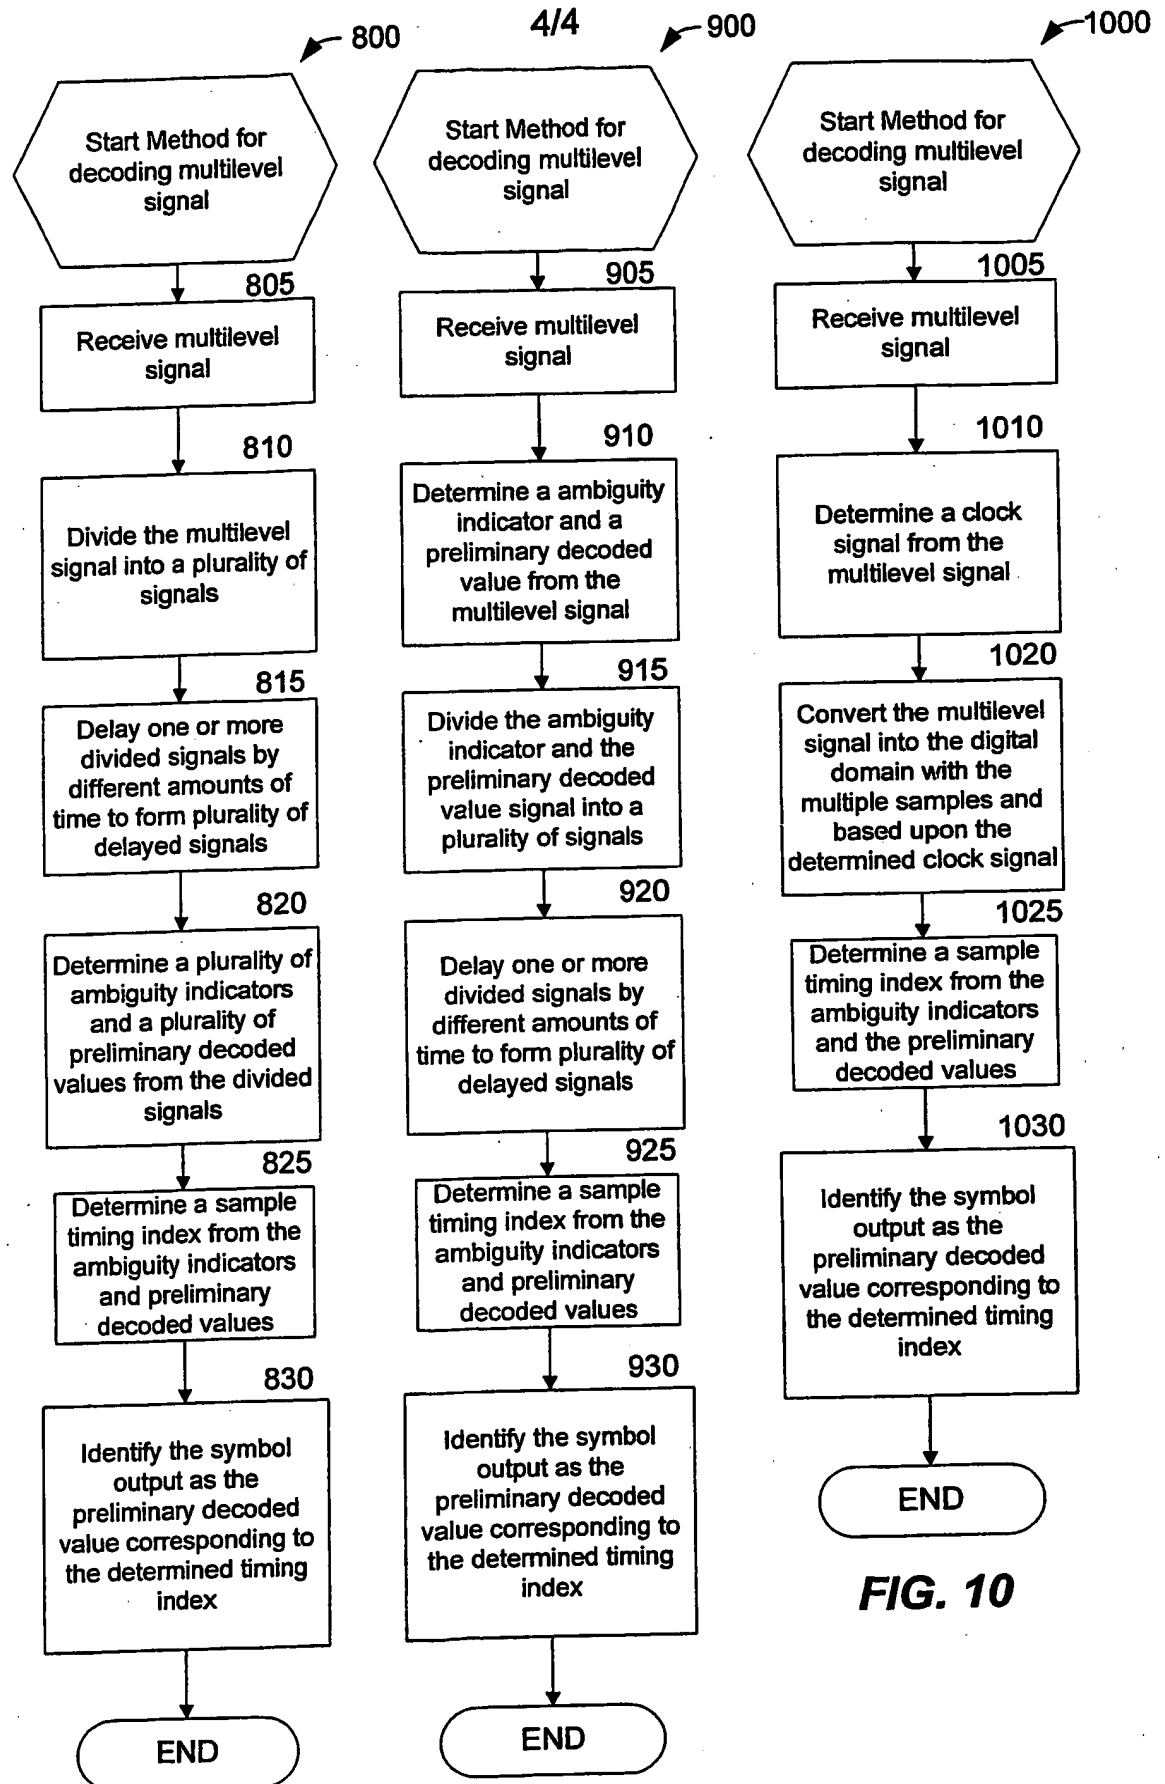 4/4
800
Start Method for
decoding multilevel
signal
805
Receive multilevel
signal
810
Divide the multilevel
signal into a plurality of
signals
815
Delay one or more
divided signals by
different amounts of
time to form plurality of
delayed signals
820
Determine a plurality of
ambiguity indicators
and a plurality of
preliminary decoded
values from the divided
signals
825
Determine a sample
timing index from the
ambiguity indicators
and preliminary
decoded values
830
Identify the symbol
output as the
preliminary decoded
value corresponding to
the determined timing
index
END
900
Start Method for
decoding multilevel
signal
905
Receive multilevel
signal
910
Determine a ambiguity
indicator and a
preliminary decoded
value from the
multilevel signal
915
Divide the ambiguity
indicator and the
preliminary decoded
value signal into a
plurality of signals
920
Delay one or more
divided signals by
different amounts of
time to form plurality of
delayed signals
925
Determine a sample
timing index from the
ambiguity indicators
and preliminary
decoded values
930
Identify the symbol
output as the
preliminary decoded
value corresponding to
the determined timing
index
END
1000
Start Method for
decoding multilevel
signal
1005
Receive multilevel
signal
1010
Determine a clock
signal from the
multilevel signal
1020
Convert the multilevel
signal into the digital
domain with the
multiple samples and
based upon the
determined clock signal
1025
Determine a sample
timing index from the
ambiguity indicators
and the preliminary
decoded values
1030
Identify the symbol
output as the
preliminary decoded
value corresponding to
the determined timing
index
END
FIG. 10